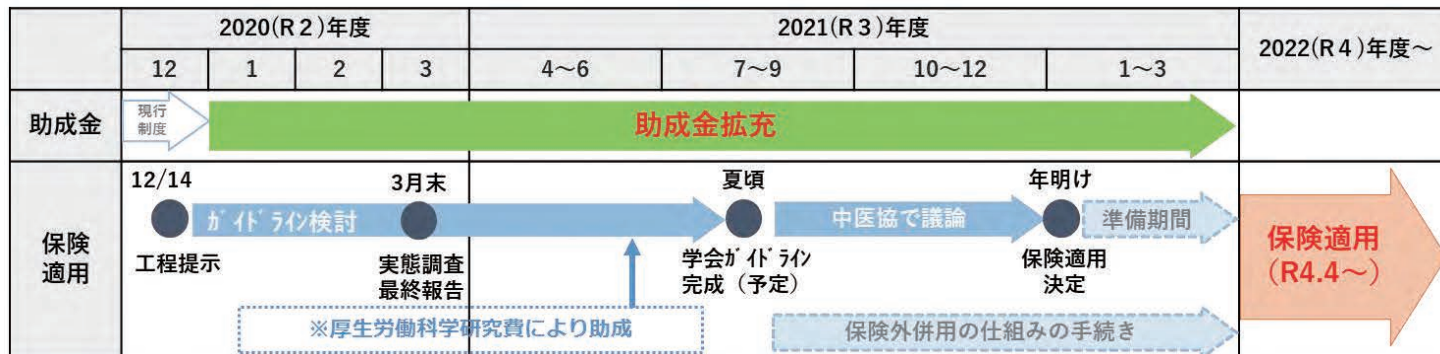 2020(R２)年度
2021(R３)年度
2022(R４)年度～
12
1
2
3
4～6
7～9
10～12
1～3
助成金
現行
制度
助成金拡充
保険
適用
12/14
3月末
夏頃
年明け
ｶﾞｲﾄﾞﾗｲﾝ検討
中医協で議論
準備期間
工程提示
実態調査
最終報告
学会ｶﾞｲﾄﾞﾗｲﾝ
完成（予定）
保険適用
決定
保険適用
(R4.4～)
※厚生労働科学研究費により助成
保険外併用の仕組みの手続き